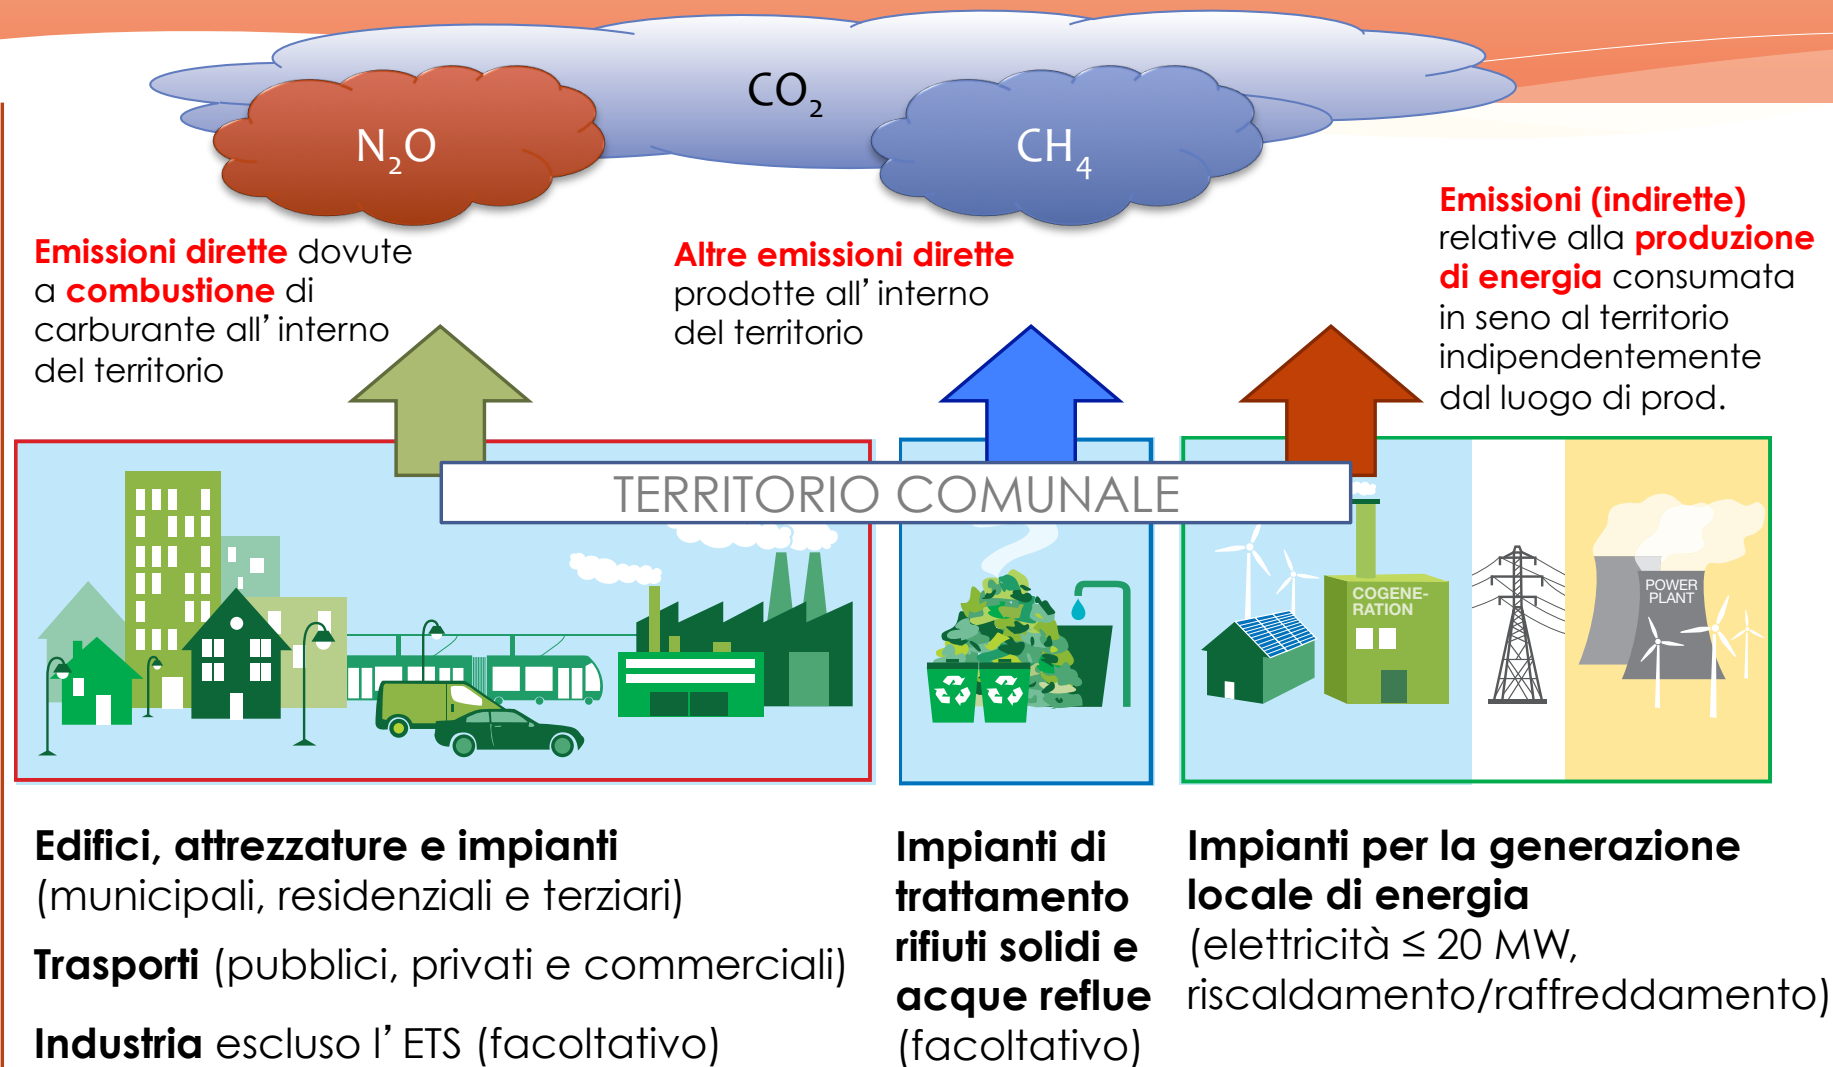 CO₂
N₂O
CH₄
Emissioni dirette dovute
a combustione di
carburante all’interno
del territorio
Altre emissioni dirette
prodotte all’interno
del territorio
Emissioni (indirette)
relative alla produzione
di energia consumata
in seno al territorio
indipendentemente
dal luogo di prod.
TERRITORIO COMUNALE
COGENE-
RATION
POWER
PLANT
Edifici, attrezzature e impianti
(municipali, residenziali e terziari)
Trasporti (pubblici, privati e commerciali)
Industria escluso l’ETS (facoltativo)
Impianti di
trattamento
rifiuti solidi e
acque reflue
(facoltativo)
Impianti per la generazione
locale di energia
(elettricità ≤ 20 MW,
riscaldamento/raffreddamento)